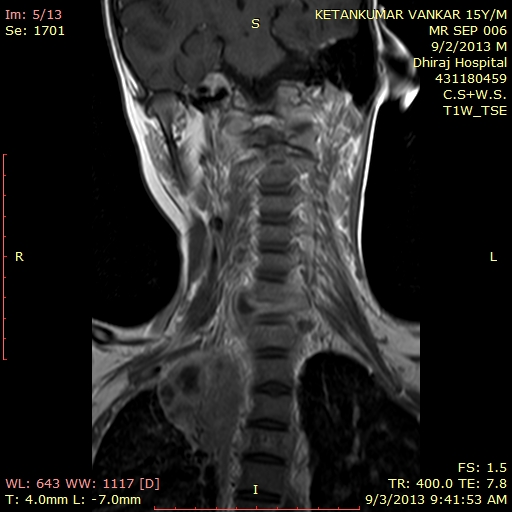 Im: 5/13
Se: 1701
S
KETANKUMAR VANKAR 15Y/M
MR SEP 006
9/2/2013 M
Dhiraj Hospital
431180459
C.S+W.S.
T1W_TSE
R
L
WL: 643 WW: 1117 [D]
T: 4.0mm L: -7.0mm
I
FS: 1.5
TR: 400.0 TE: 7.8
9/3/2013 9:41:53 AM